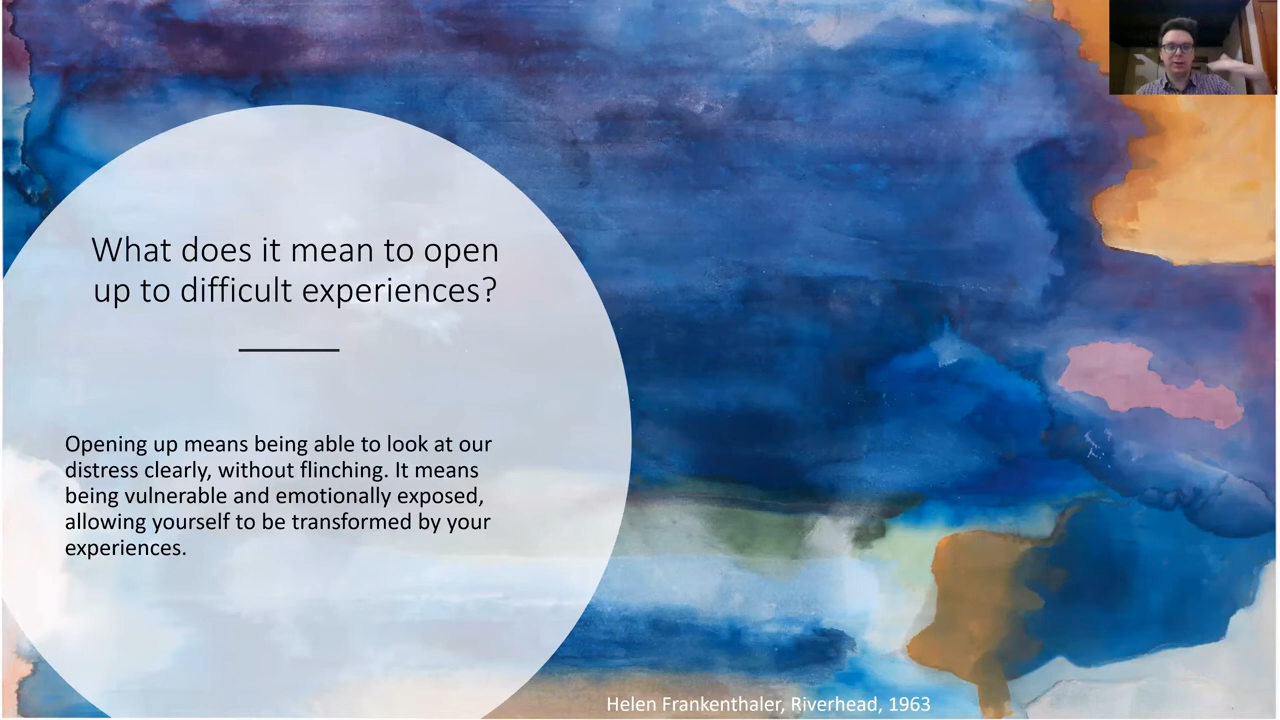 What does it mean to open
up to difficult experiences?
Opening up means being able to look at our
distress clearly, without flinching. It means
being vulnerable and emotionally exposed,
allowing yourself to be transformed by your
experiences.
Helen Frankenthaler, Riverhead, 1963